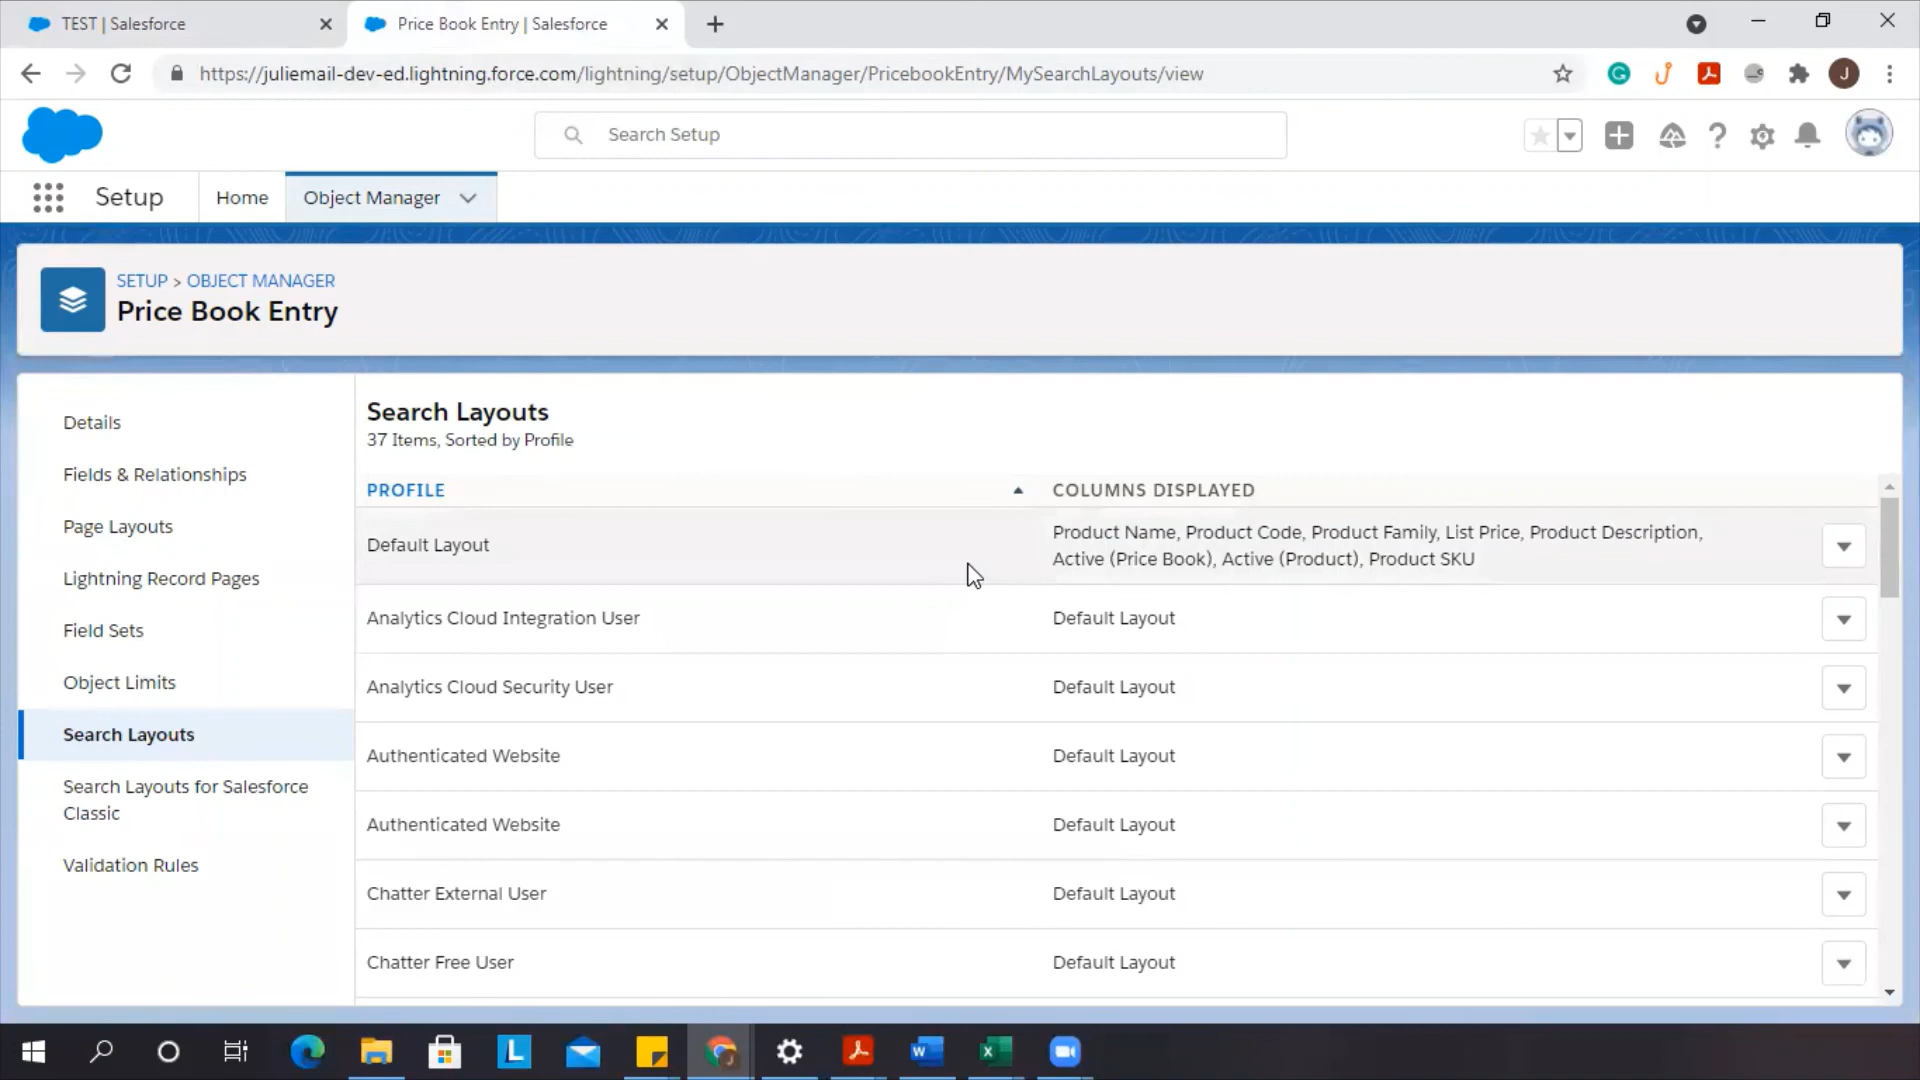 TEST | Salesforce
Price Book Entry | Salesforce
https://juliemail-dev-ed.lightning.force.com/lightning/setup/ObjectManager/PricebookEntry/MySearchLayouts/view
J
Search Setup
Setup
Home
Object Manager
SETUP > OBJECT MANAGER
Price Book Entry
Details
Fields & Relationships
Page Layouts
Lightning Record Pages
Field Sets
Object Limits
Search Layouts
Search Layouts for Salesforce
Classic
Validation Rules
Search Layouts
37 Items, Sorted by Profile
PROFILE
COLUMNS DISPLAYED
Default Layout
Product Name, Product Code, Product Family, List Price, Product Description,
Active (Price Book), Active (Product), Product SKU
Analytics Cloud Integration User
Default Layout
Analytics Cloud Security User
Default Layout
Authenticated Website
Default Layout
Authenticated Website
Default Layout
Chatter External User
Default Layout
Chatter Free User
Default Layout